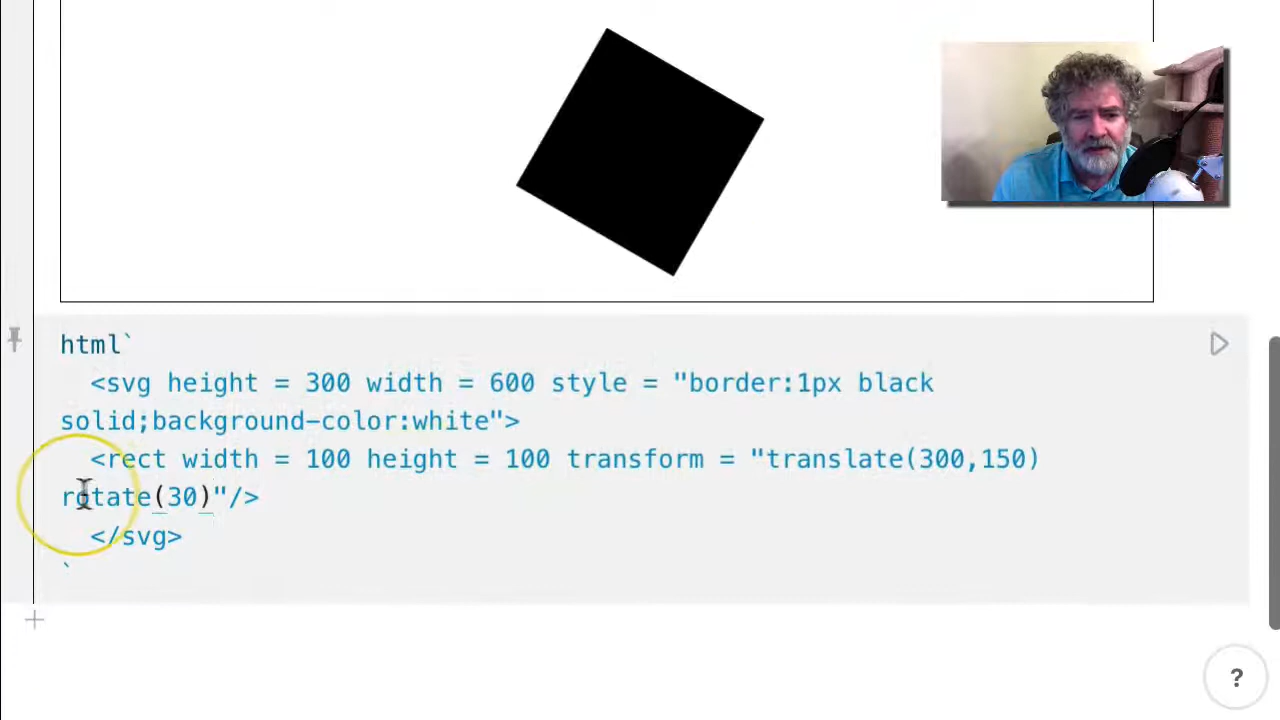 html`
<svg height = 300 width = 600 style = "border:1px black
solid;background-color:white">
<rect width = 100 height = 100 transform = "translate(300,150)
rotate(30)"/>
</svg>
`
+
?